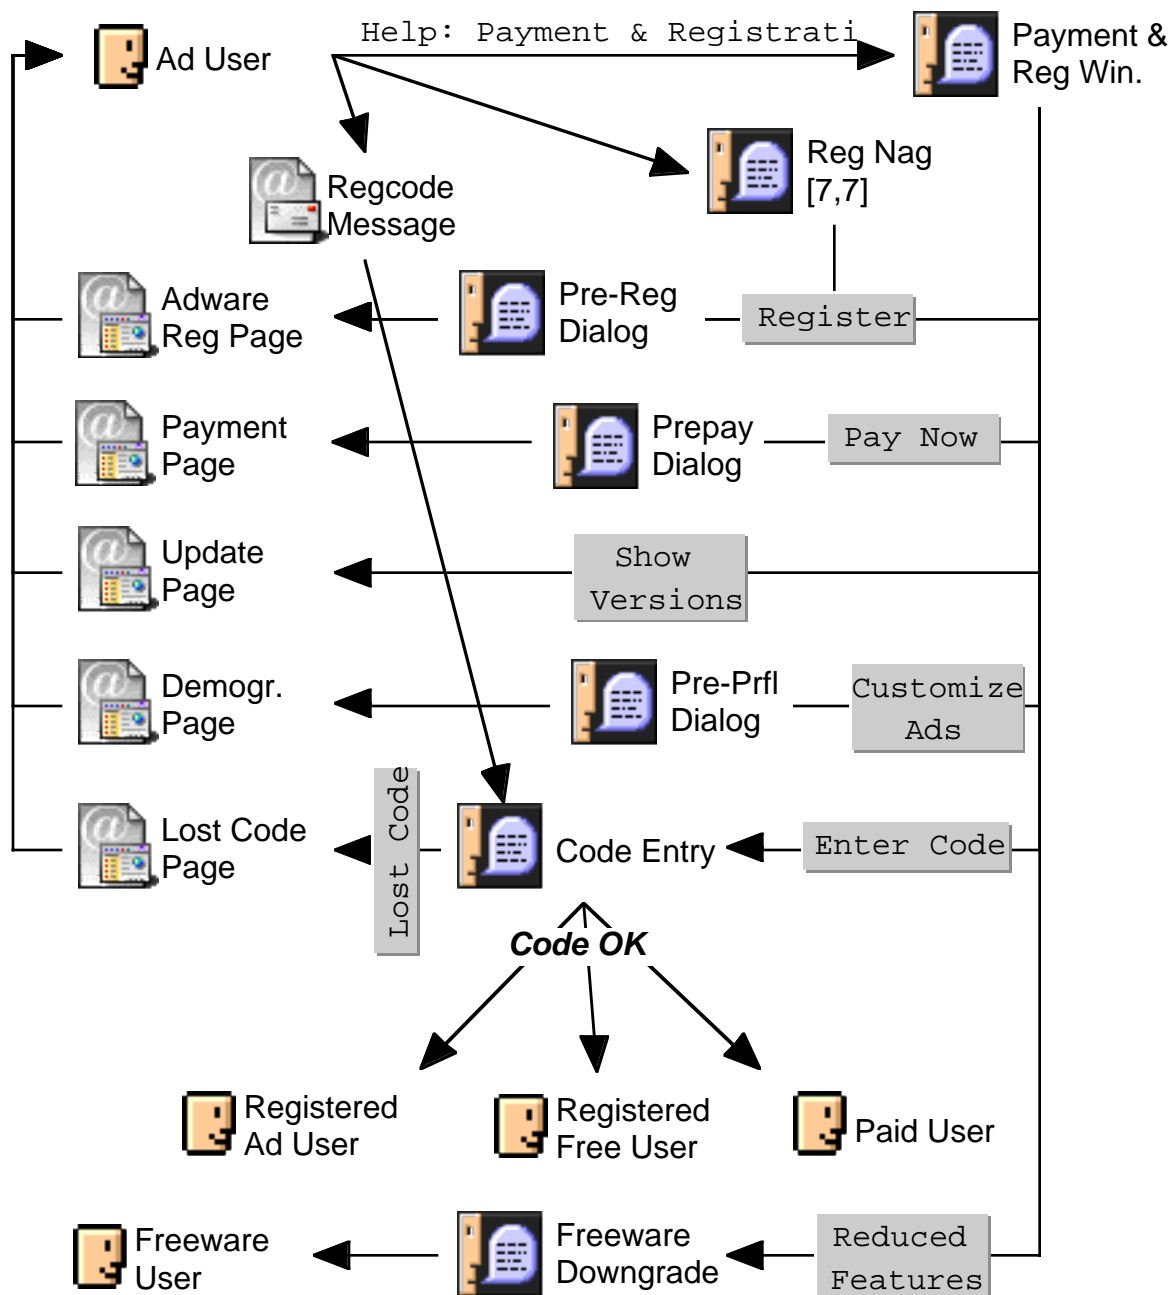 Help: Payment & Registrati
Ad User
Payment &
Reg Win.
Reg Nag
[7,7]
Regcode
Message
Adware
Reg Page
Pre-Reg
Dialog
Register
Payment
Page
Prepay
Dialog
Pay Now
Update
Page
Show
Versions
Demogr.
Page
Pre-Prfl
Dialog
Customize
Ads
Lost Code
Page
Lost Code
Code Entry
Enter Code
Code OK
Registered
Ad User
Registered
Free User
Paid User
Freeware
User
Freeware
Downgrade
Reduced
Features